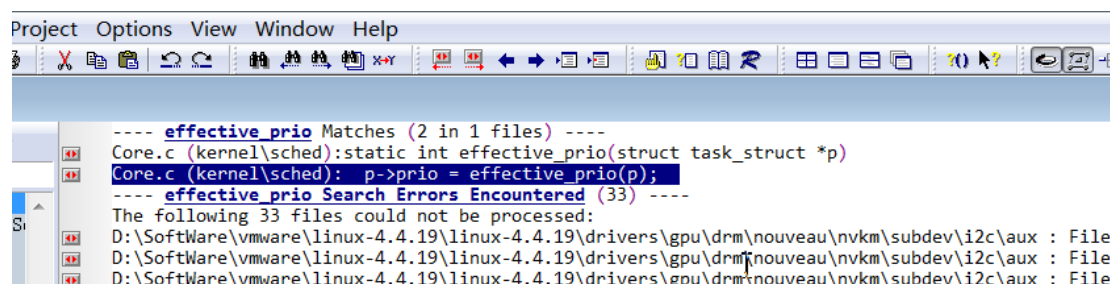 Project Options View Window Help
---- effective_prio Matches (2 in 1 files) ----
Core.c (kernel\sched):static int effective_prio(struct task_struct *p)
Core.c (kernel\sched):  p->prio = effective_prio(p);
---- effective_prio Search Errors Encountered (33) ----
The following 33 files could not be processed:
D:\SoftWare\vmware\linux-4.4.19\linux-4.4.19\drivers\gpu\drm\nouveau\nvkm\subdev\i2c\aux : File
D:\SoftWare\vmware\linux-4.4.19\linux-4.4.19\drivers\gpu\drm\nouveau\nvkm\subdev\i2c\aux : File
D:\SoftWare\vmware\linux-4.4.19\linux-4.4.19\drivers\gpu\drm\nouveau\nvkm\subdev\i2c\aux : File